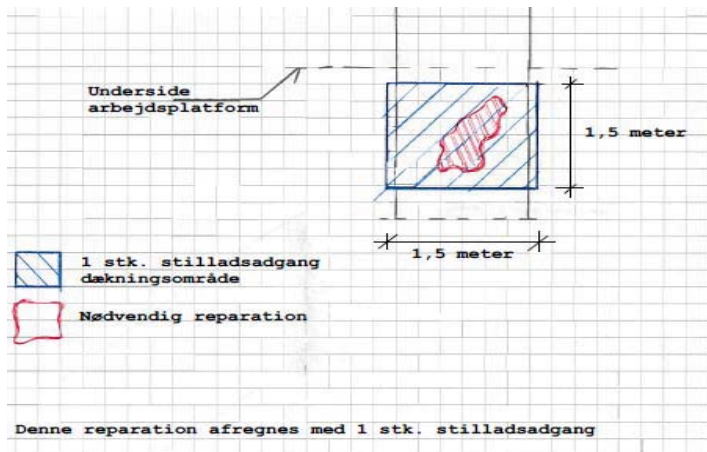 Underside
arbejdsplatform
1,5 meter
1,5 meter
1 stk. stilladsadgang
dækningsområde
Nødvendig reparation
Denne reparation afregnes med 1 stk. stilladsadgang